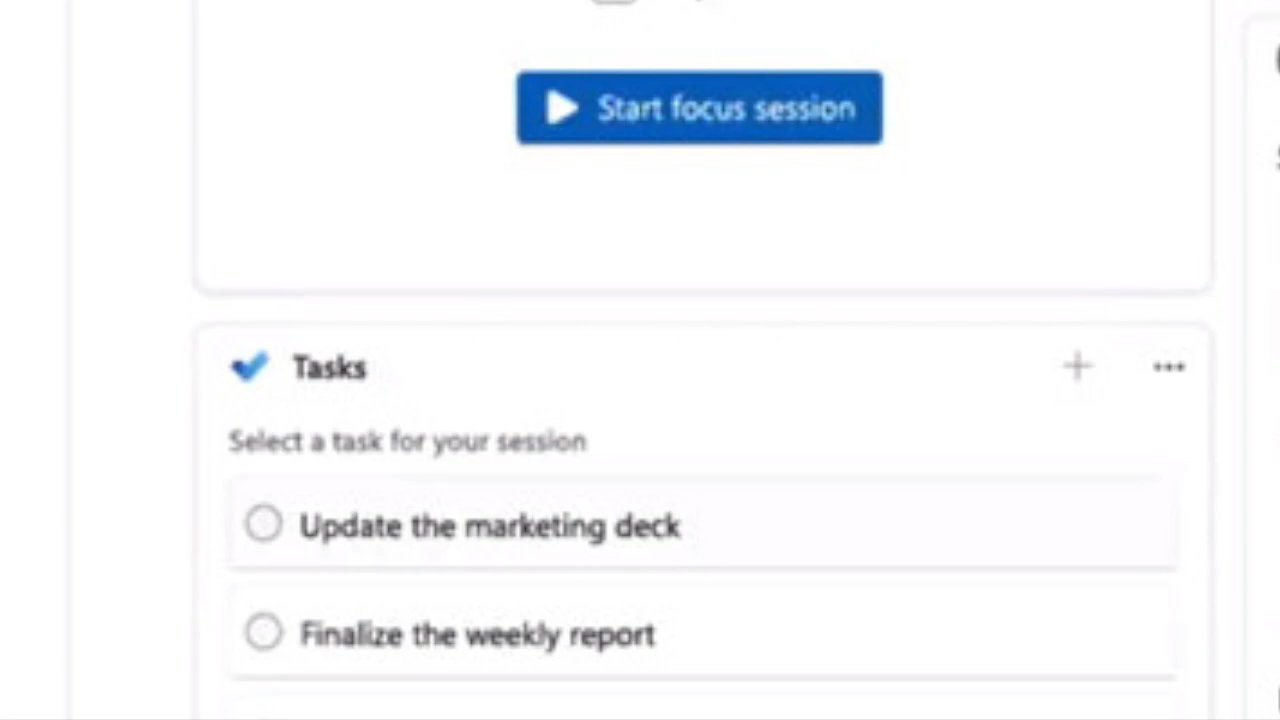 Start focus session
Tasks
Select a task for your session
Update the marketing deck
Finalize the weekly report